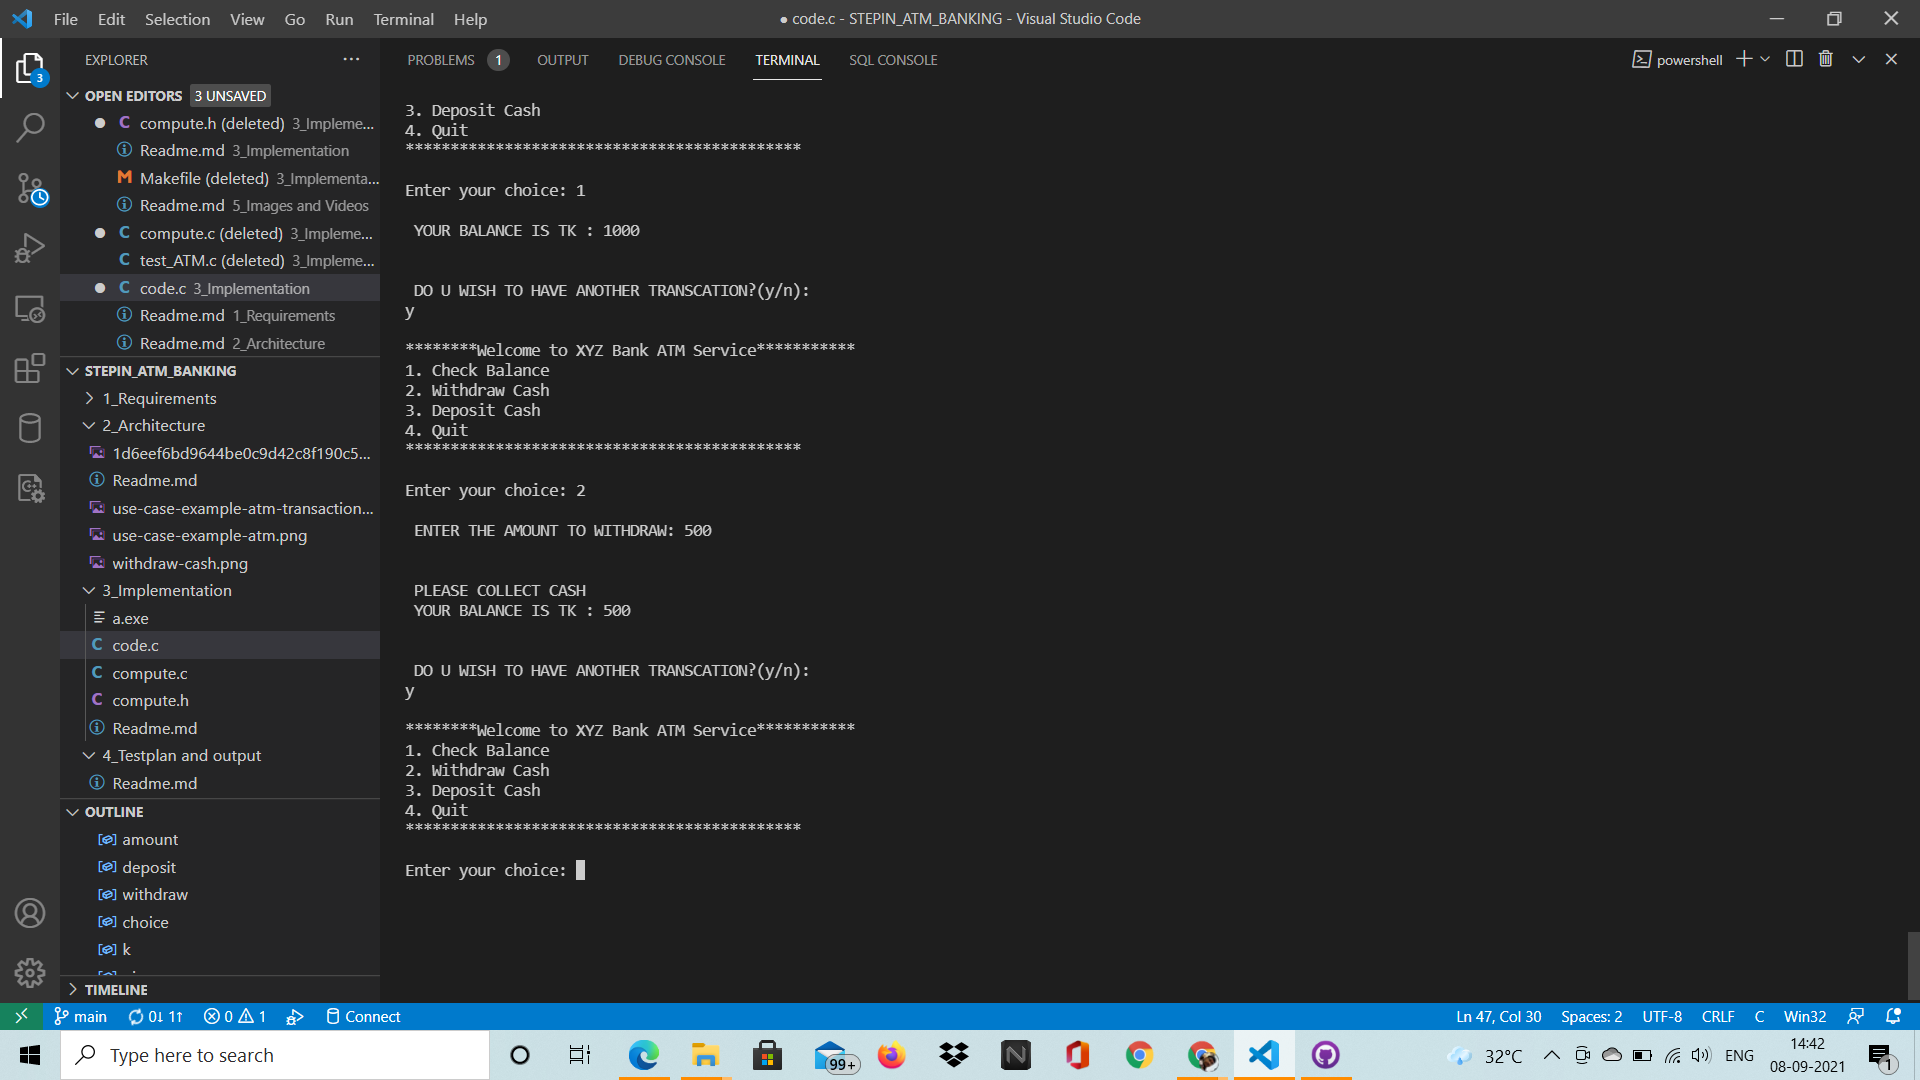 File Edit Selection View Go Run Terminal Help
● code.c - STEPIN_ATM_BANKING - Visual Studio Code
EXPLORER
OPEN EDITORS 3 UNSAVED
compute.h (deleted) 3_Impleme...
Readme.md 3_Implementation
Makefile (deleted) 3_Implementa...
Readme.md 5_Images and Videos
compute.c (deleted) 3_Impleme...
test_ATM.c (deleted) 3_Impleme...
code.c 3_Implementation
Readme.md 1_Requirements
Readme.md 2_Architecture
STEPIN_ATM_BANKING
1_Requirements
2_Architecture
1d6eef6bd9644be0c9d42c8f190c5...
Readme.md
use-case-example-atm-transaction...
use-case-example-atm.png
withdraw-cash.png
3_Implementation
a.exe
code.c
compute.c
compute.h
Readme.md
4_Testplan and output
Readme.md
OUTLINE
amount
deposit
withdraw
choice
k
TIMELINE
PROBLEMS 1 OUTPUT DEBUG CONSOLE TERMINAL SQL CONSOLE
powershell
3. Deposit Cash
4. Quit
********************************************
Enter your choice: 1
YOUR BALANCE IS TK : 1000
DO U WISH TO HAVE ANOTHER TRANSCATION?(y/n):
y
********Welcome to XYZ Bank ATM Service***********
1. Check Balance
2. Withdraw Cash
3. Deposit Cash
4. Quit
********************************************
Enter your choice: 2
ENTER THE AMOUNT TO WITHDRAW: 500
PLEASE COLLECT CASH
YOUR BALANCE IS TK : 500
DO U WISH TO HAVE ANOTHER TRANSCATION?(y/n):
y
********Welcome to XYZ Bank ATM Service***********
1. Check Balance
2. Withdraw Cash
3. Deposit Cash
4. Quit
********************************************
Enter your choice:
main 0↓ 1↑ 0 1 Connect
Ln 47, Col 30 Spaces: 2 UTF-8 CRLF C Win32
Type here to search
99+
32°C ENG
14:42
08-09-2021
1